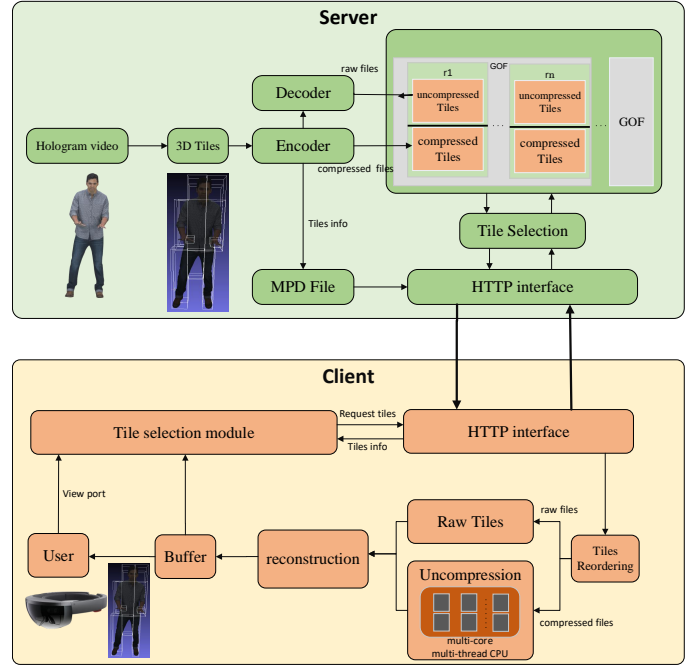 Server
raw files
GOF
r1
rn
Decoder
uncompressed
Tiles
uncompressed
Tiles
Hologram video
3D Tiles
Encoder
compressed files
compressed
Tiles
compressed
Tiles
...
...
GOF
Tiles info
Tile Selection
MPD File
HTTP interface
Client
Tile selection module
Request tiles
Tiles info
HTTP interface
View port
raw files
Raw Tiles
User
Buffer
reconstruction
Tiles
Reordering
Uncompression
compressed files
multi-core
multi-thread CPU